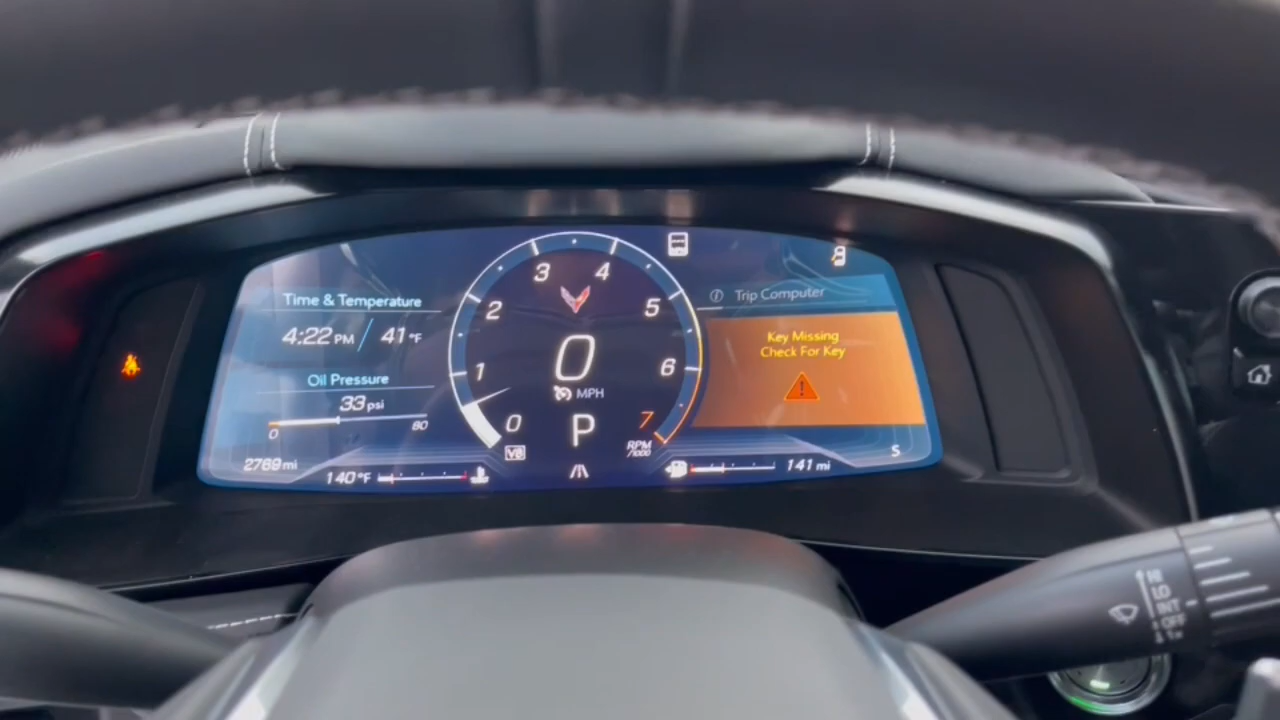 Time & Temperature
4:22 PM / 41°F
Oil Pressure
33 psi
0 80
2769 mi
140 °F
0
1
2
3
4
5
6
7
0
MPH
P
V8
RPM
/1000
Trip Computer
Key Missing
Check For Key
141 mi
S
HI
LO
INT
OFF